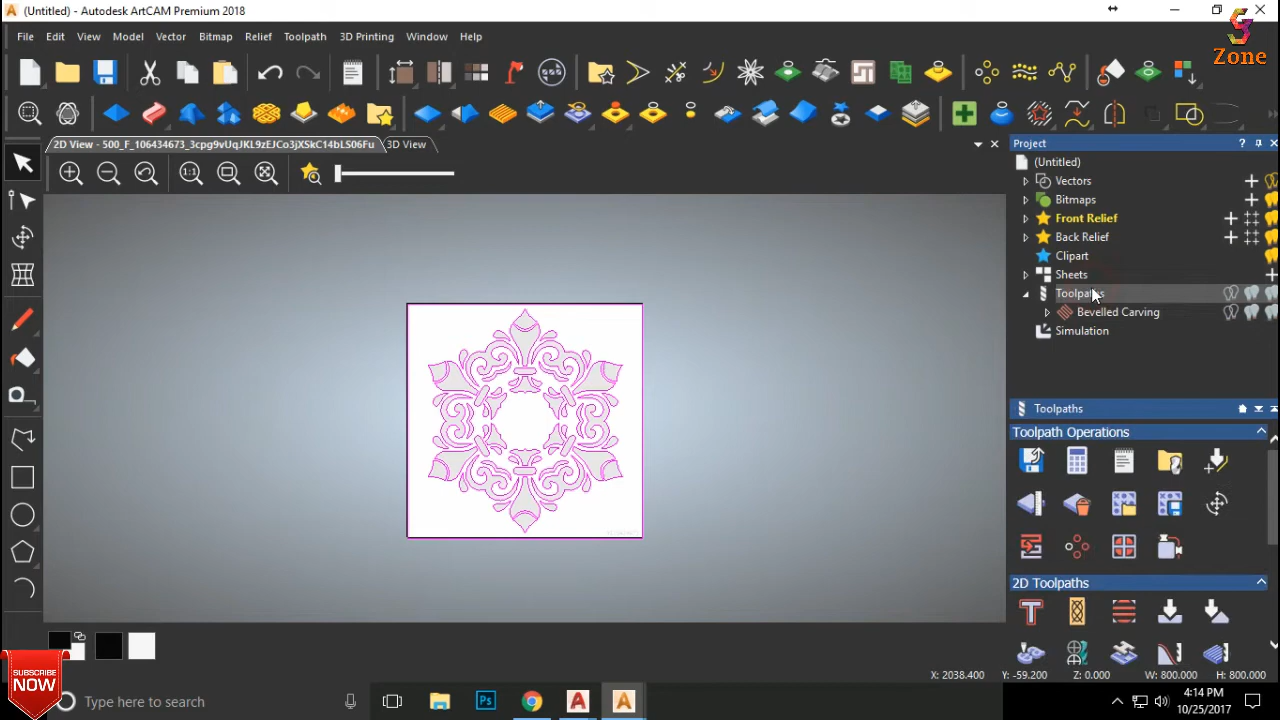 (Untitled) - Autodesk ArtCAM Premium 2018
Zone
File Edit View Model Vector Bitmap Relief Toolpath 3D Printing Window Help
2D View - 500_F_106434673_3cpg9vUqJKL9zEJCo3jXSkC14bLS06Fu 3D View
1:1
Project
(Untitled)
Vectors
Bitmaps
Front Relief
Back Relief
Clipart
Sheets
Toolpaths
Bevelled Carving
Simulation
Toolpaths
Toolpath Operations
2D Toolpaths
X: 2038.400 Y: -59.200 Z: 0.000 W: 800.000 H: 800.000
SUBSCRIBE
NOW
Type here to search
Ps
4:14 PM
10/25/2017